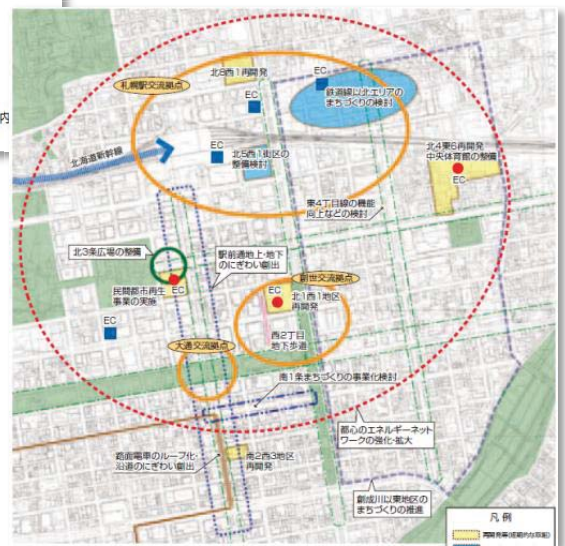 内
北8西1再開発
札幌駅交流拠点
EC
EC
鉄道線以北エリアの
まちづくりの検討
EC
北5西1街区の
整備検討
北海道新幹線
北4東6再開発
中央体育館の整備
EC
東4丁目線の機能
向上などの検討
北3条広場の整備
駅前通地上・地下
のにぎわい創出
創世交流拠点
民間都市再生
事業の実施
EC
EC
北1西1地区
再開発
EC
西2丁目
地下歩道
大通交流拠点
南1条まちづくりの事業化検討
都心のエネルギーネット
ワークの強化・拡大
路面電車のループ化・
沿道のにぎわい創出
南2西3地区
再開発
創成川以東地区の
まちづくりの推進
凡例